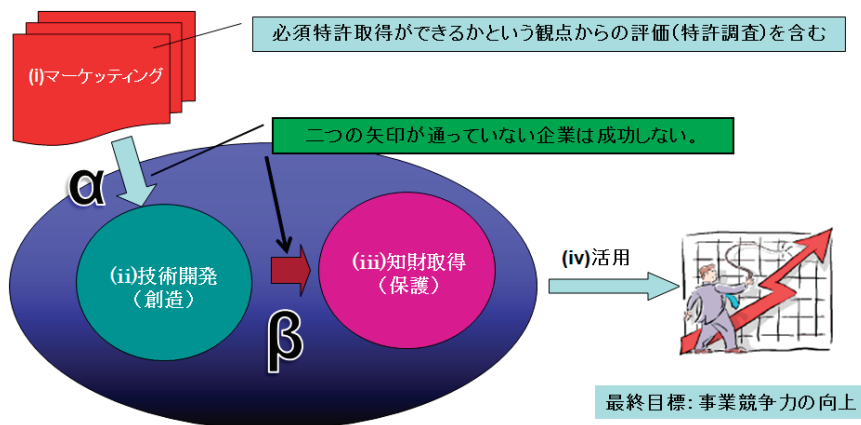 必須特許取得ができるかという観点からの評価(特許調査)を含む
(i)マーケッティング
二つの矢印が通っていない企業は成功しない。
α
(ii)技術開発
(創造)
β
(iii)知財取得
(保護)
(iv)活用
最終目標:事業競争力の向上